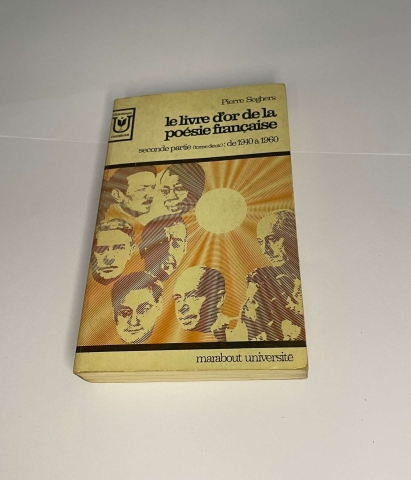 Pierre Seghers
le livre d'or de la
poésie française
seconde partie (tome deux) : de 1940 à 1960
marabout université